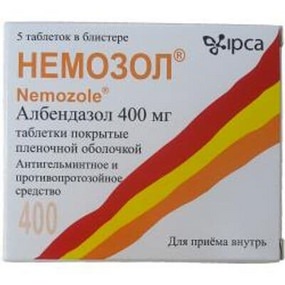 5 таблеток в блистере
ipca
НЕМОЗОЛ®
Nemozole®
Албендазол 400 мг
таблетки покрытые
пленочной оболочкой
Антигельминтное и
противопротозойное
средство
400
Для приёма внутрь